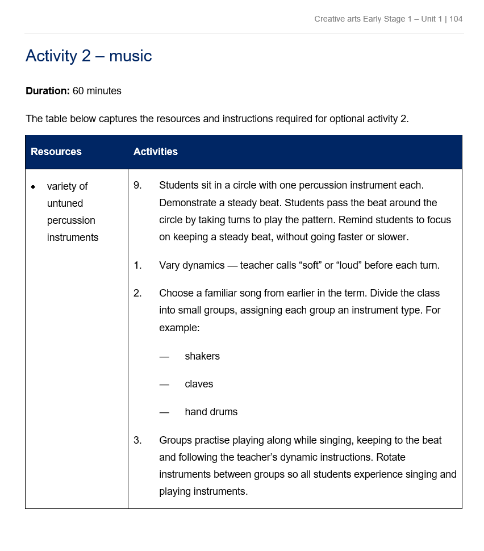 Creative arts Early Stage 1 – Unit 1 | 104
Activity 2 – music
Duration: 60 minutes
The table below captures the resources and instructions required for optional activity 2.
Resources
Activities
• variety of
untuned
percussion
instruments
9. Students sit in a circle with one percussion instrument each.
Demonstrate a steady beat. Students pass the beat around the
circle by taking turns to play the pattern. Remind students to focus
on keeping a steady beat, without going faster or slower.
1. Vary dynamics — teacher calls “soft” or “loud” before each turn.
2. Choose a familiar song from earlier in the term. Divide the class
into small groups, assigning each group an instrument type. For
example:
— shakers
— claves
— hand drums
3. Groups practise playing along while singing, keeping to the beat
and following the teacher’s dynamic instructions. Rotate
instruments between groups so all students experience singing and
playing instruments.